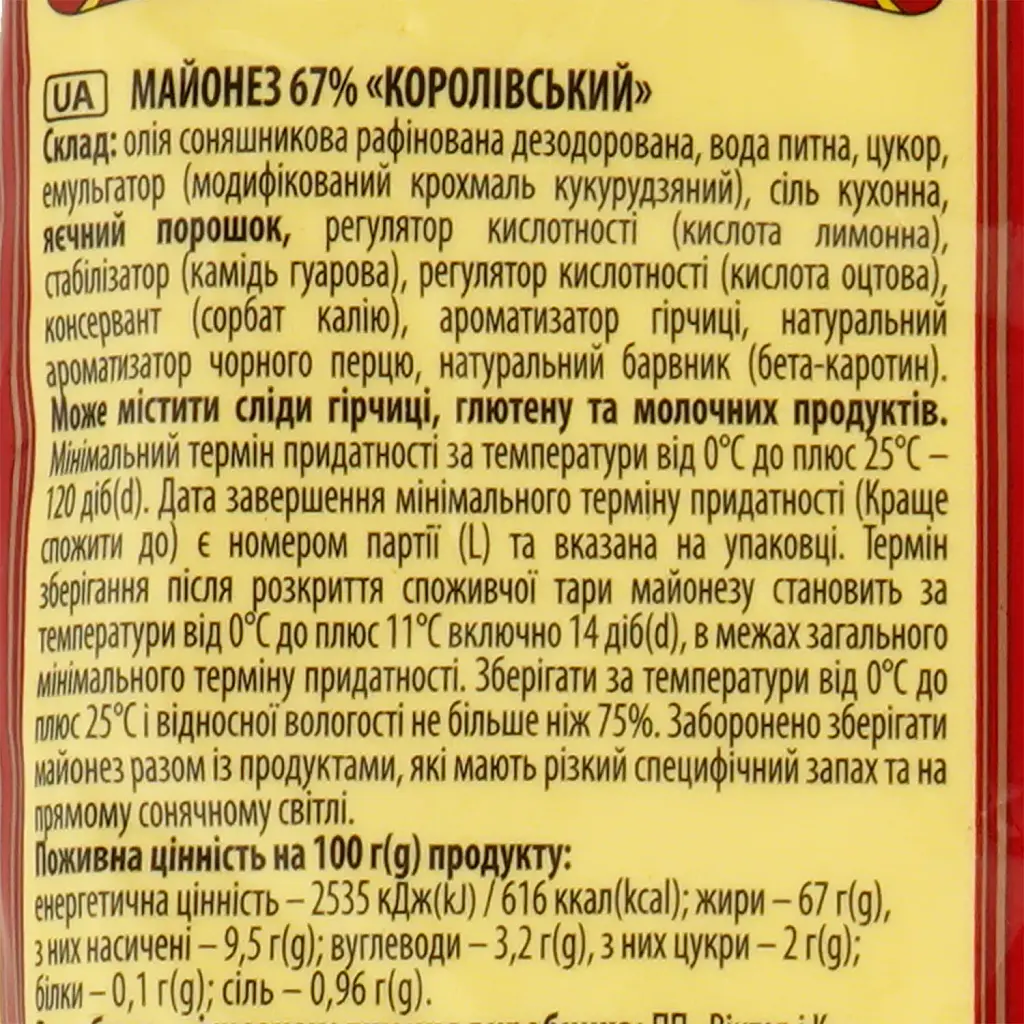 UA МАЙОНЕЗ 67% «КОРОЛІВСЬКИЙ»
Склад: олія соняшникова рафінована дезодорована, вода питна, цукор,
емульгатор (модифікований крохмаль кукурудзяний), сіль кухонна,
яєчний порошок, регулятор кислотності (кислота лимонна),
стабілізатор (камідь гуарова), регулятор кислотності (кислота оцтова),
консервант (сорбат калію), ароматизатор гірчиці, натуральний
ароматизатор чорного перцю, натуральний барвник (бета-каротин).
Може містити сліди гірчиці, глютену та молочних продуктів.
Мінімальний термін придатності за температури від 0°С до плюс 25°С –
120 діб(d). Дата завершення мінімального терміну придатності (Краще
спожити до) є номером партії (L) та вказана на упаковці. Термін
зберігання після розкриття споживчої тари майонезу становить за
температури від 0°С до плюс 11°С включно 14 діб(d), в межах загального
мінімального терміну придатності. Зберігати за температури від 0°С до
плюс 25°С і відносної вологості не більше ніж 75%. Заборонено зберігати
майонез разом із продуктами, які мають різкий специфічний запах та на
прямому сонячному світлі.
Поживна цінність на 100 г(g) продукту:
енергетична цінність – 2535 кДж(kJ) / 616 ккал(kcal); жири – 67 г(g),
з них насичені – 9,5 г(g); вуглеводи – 3,2 г(g), з них цукри – 2 г(g);
білки – 0,1 г(g); сіль – 0,96 г(g).